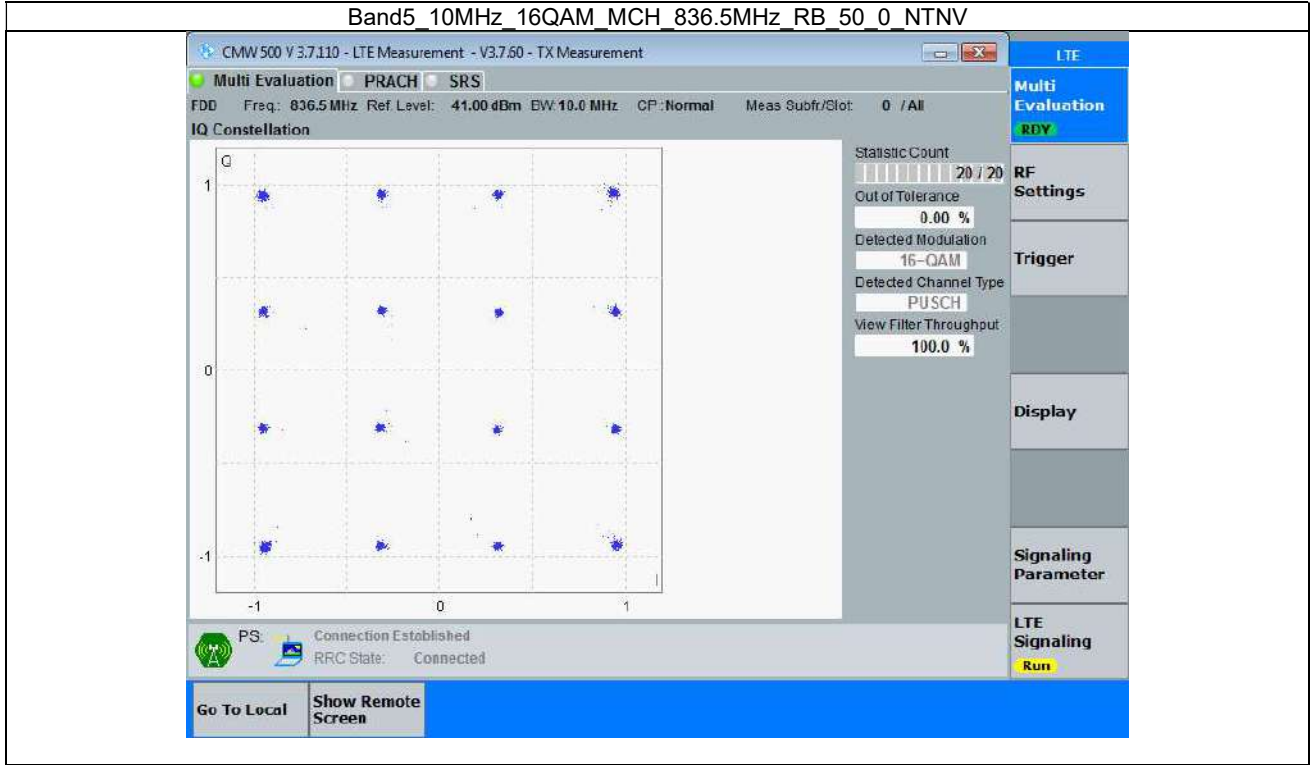 Band5_10MHz_16QAM_MCH_836.5MHz_RB_50_0_NTNV
CMW 500 V 3.7.110 - LTE Measurement - V3.7.60 - TX Measurement
LTE
Multi Evaluation PRACH SRS
FDD Freq.: 836.5 MHz Ref. Level: 41.00 dBm BW: 10.0 MHz CP: Normal Meas Subfr/Slot: 0 / All
IQ Constellation
Q
1
0
-1
-1 0 1
I
Statistic Count
20 / 20
Out of Tolerance
0.00 %
Detected Modulation
16-QAM
Detected Channel Type
PUSCH
View Filter Throughput
100.0 %
Multi
Evaluation
RDY
RF
Settings
Trigger
Display
Signaling
Parameter
LTE
Signaling
Run
PS: Connection Established
RRC State: Connected
Go To Local
Show Remote
Screen